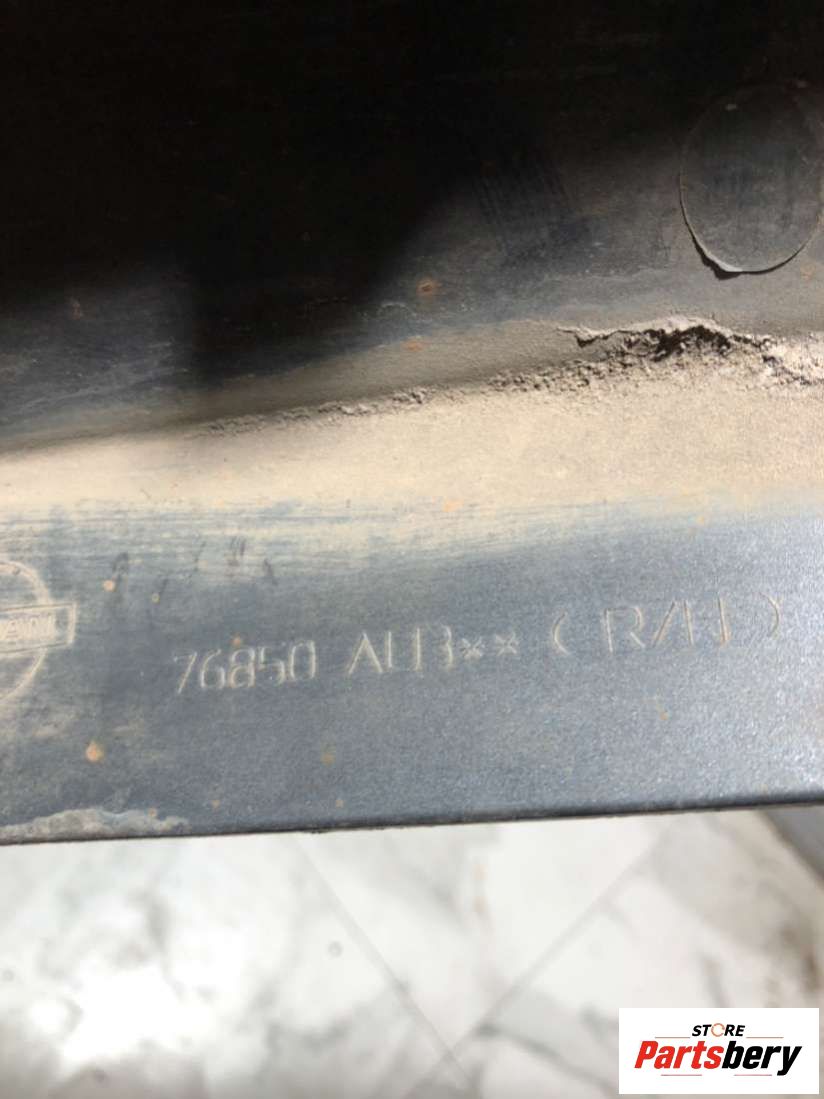 76850 AU3** (R/H)
STORE
Partsbery